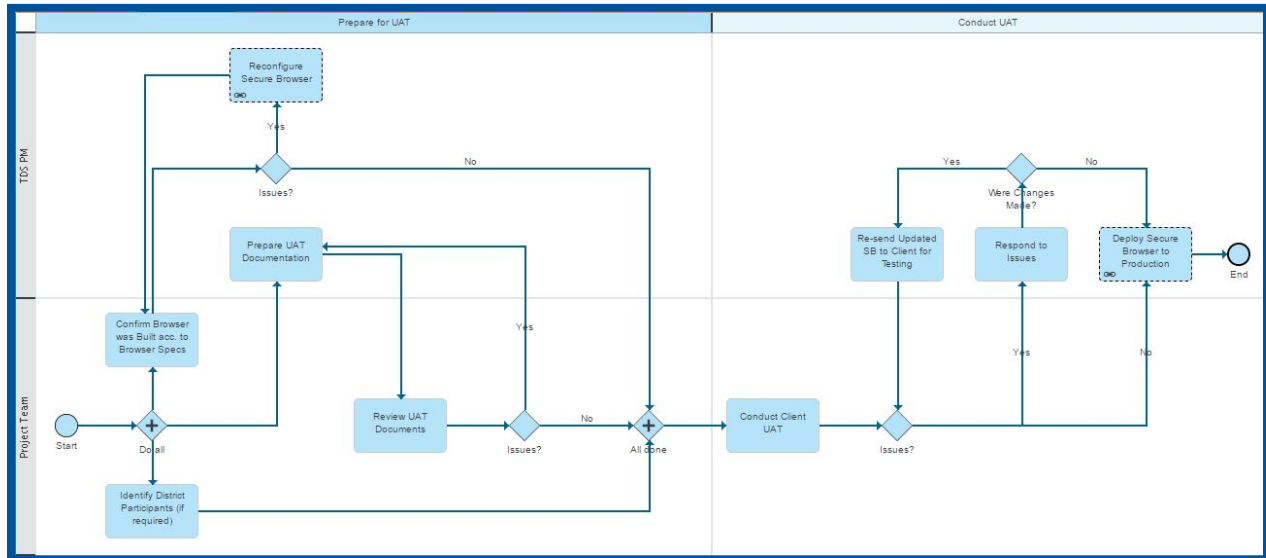 Prepare for UAT
Conduct UAT
TDS PM
Reconfigure
Secure Browser
Yes
Issues?
No
Prepare UAT
Documentation
Yes
No
Were Changes
Made?
Re-send Updated
SB to Client for
Testing
Respond to
Issues
Deploy Secure
Browser to
Production
End
Project Team
Confirm Browser
was Built acc. to
Browser Specs
Yes
Yes
No
Start
Do all
Review UAT
Documents
Issues?
No
All done
Conduct Client
UAT
Issues?
Identify District
Participants (if
required)